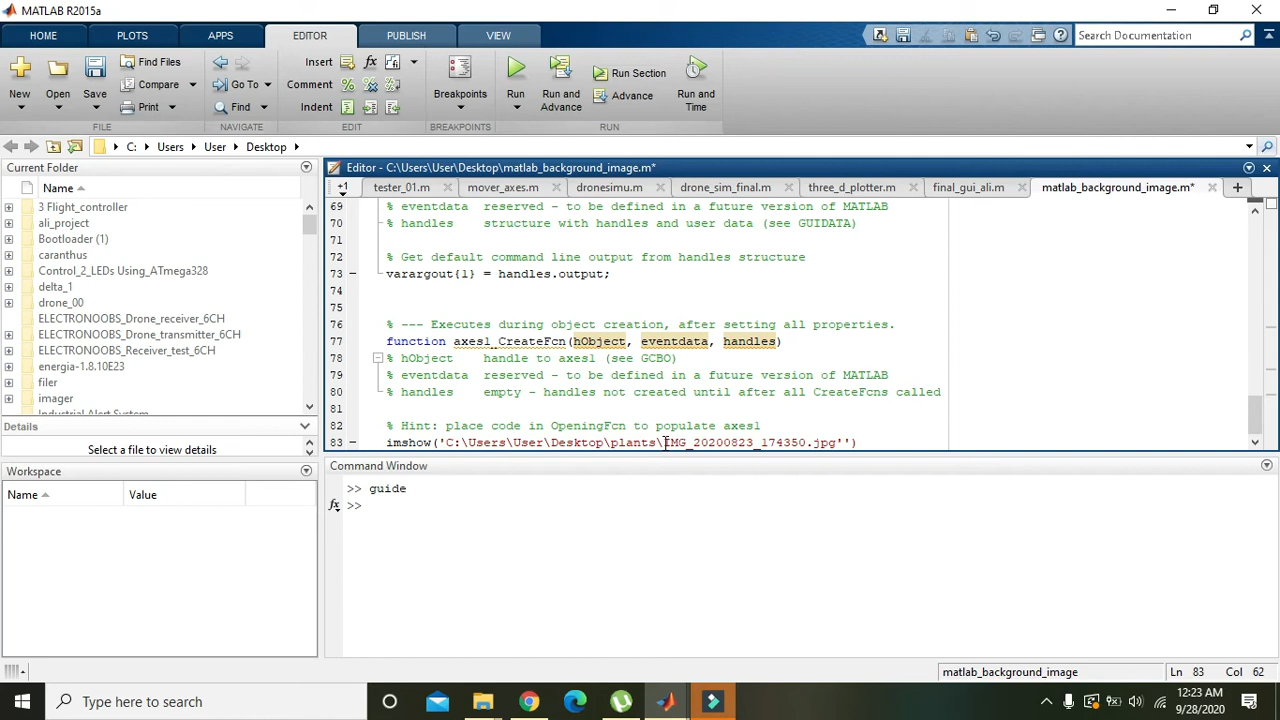 MATLAB R2015a
HOME PLOTS APPS EDITOR PUBLISH VIEW Search Documentation
New Open Save Find Files Compare Print Go To Find Insert fx Comment Indent Breakpoints Run Run and Advance Run Section Advance Run and Time
FILE NAVIGATE EDIT BREAKPOINTS RUN
C: Users User Desktop
Current Folder
Name
3 Flight_controller
ali_project
Bootloader (1)
caranthus
Control_2_LEDs Using_ATmega328
delta_1
drone_00
ELECTRONOOBS_Drone_receiver_6CH
ELECTRONOOBS_Drone_transmitter_6CH
ELECTRONOOBS_Receiver_test_6CH
energia-1.8.10E23
filer
imager
Industrial Alert System
Details
Select a file to view details
Workspace
Name Value
Editor - C:\Users\User\Desktop\matlab_background_image.m*
+1 tester_01.m mover_axes.m dronesimu.m drone_sim_final.m three_d_plotter.m final_gui_ali.m matlab_background_image.m*
69 % eventdata reserved - to be defined in a future version of MATLAB
70 % handles structure with handles and user data (see GUIDATA)
71
72 % Get default command line output from handles structure
73 varargout{1} = handles.output;
74
75
76 % --- Executes during object creation, after setting all properties.
77 function axes1_CreateFcn(hObject, eventdata, handles)
78 % hObject handle to axes1 (see GCBO)
79 % eventdata reserved - to be defined in a future version of MATLAB
80 % handles empty - handles not created until after all CreateFcns called
81
82 % Hint: place code in OpeningFcn to populate axes1
83 imshow('C:\Users\User\Desktop\plants\IMG_20200823_174350.jpg'')
Command Window
>> guide
fx >>
matlab_background_image Ln 83 Col 62
Type here to search
12:23 AM
9/28/2020